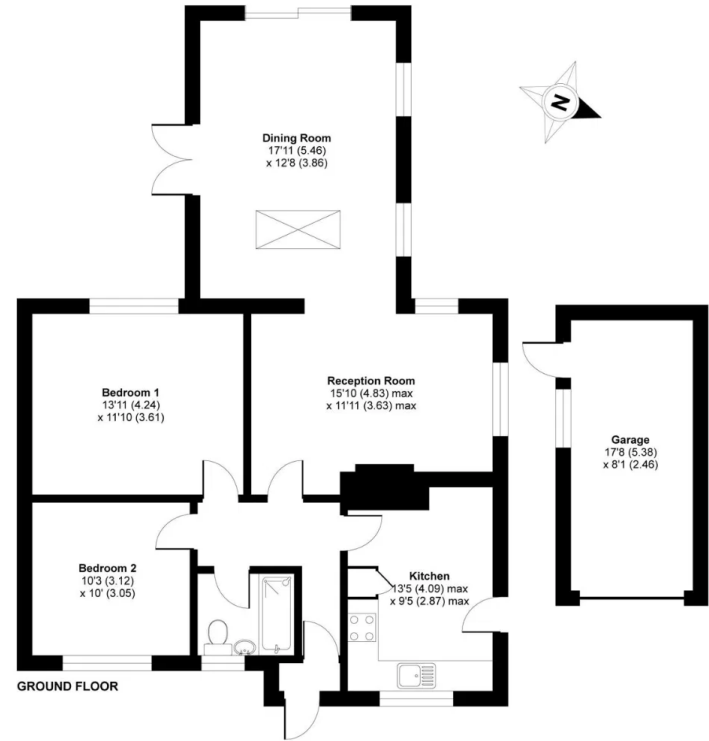 Dining Room
17'11 (5.46)
x 12'8 (3.86)
N
Bedroom 1
13'11 (4.24)
x 11'10 (3.61)
Reception Room
15'10 (4.83) max
x 11'11 (3.63) max
Garage
17'8 (5.38)
x 8'1 (2.46)
Bedroom 2
10'3 (3.12)
x 10' (3.05)
Kitchen
13'5 (4.09) max
x 9'5 (2.87) max
GROUND FLOOR